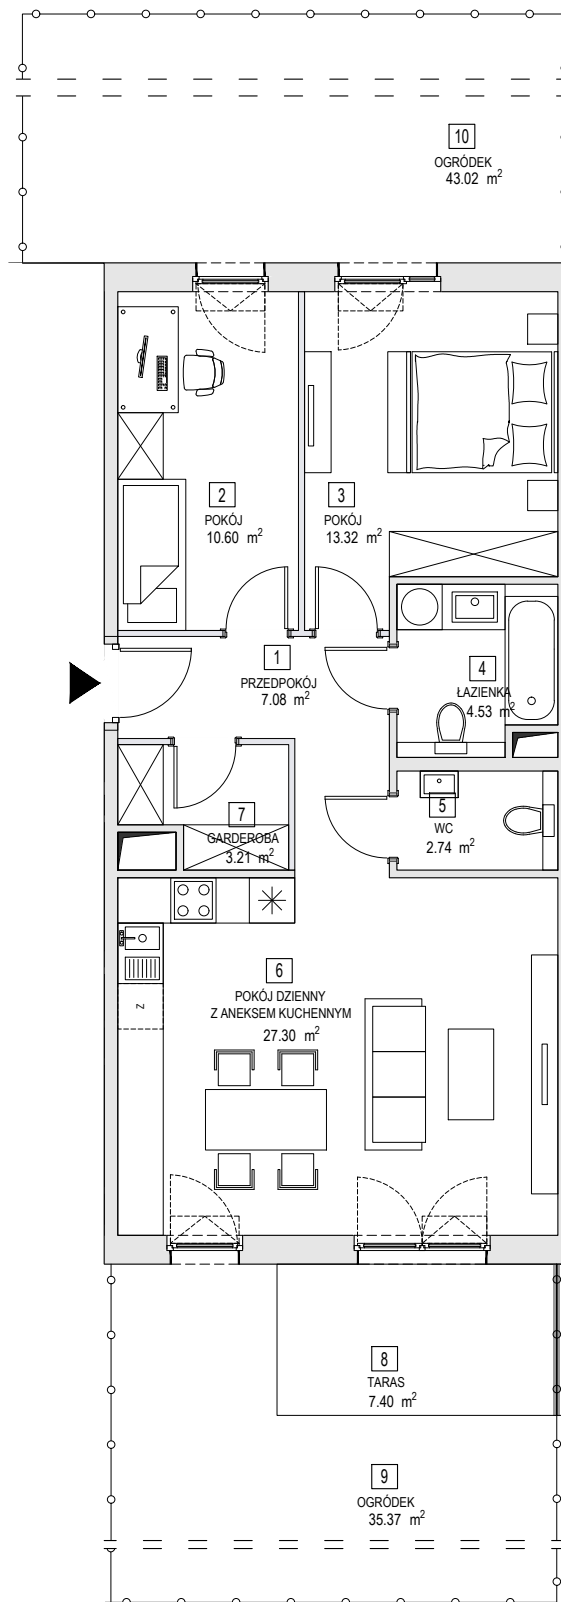 10
OGRÓDEK
43.02 m²
2
POKÓJ
10.60 m²
3
POKÓJ
13.32 m²
1
PRZEDPOKÓJ
7.08 m²
4
ŁAZIENKA
4.53 m²
5
WC
2.74 m²
7
GARDEROBA
3.21 m²
6
POKÓJ DZIENNY
Z ANEKSEM KUCHENNYM
27.30 m²
Z
8
TARAS
7.40 m²
9
OGRÓDEK
35.37 m²